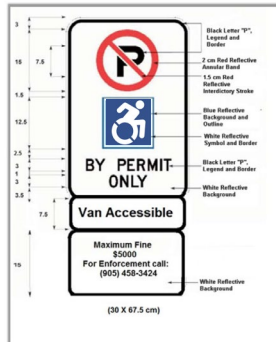 3
15
7.5
1.5
12.5
2.5
3
1
3
3.5
7.5
15
P
BY PERMIT
ONLY
Van Accessible
Maximum Fine
$5000
For Enforcement call:
(905) 458-3424
Black Letter "P",
Legend and
Border
2 cm Red Reflective
Annular Band
1.5 cm Red
Reflective
Interdictory Stroke
Blue Reflective
Background and
Outline
White Reflective
Symbol and Border
Black Letter "P",
Legend and Border
White Reflective
Background
White Reflective
Background
(30 X 67.5 cm)